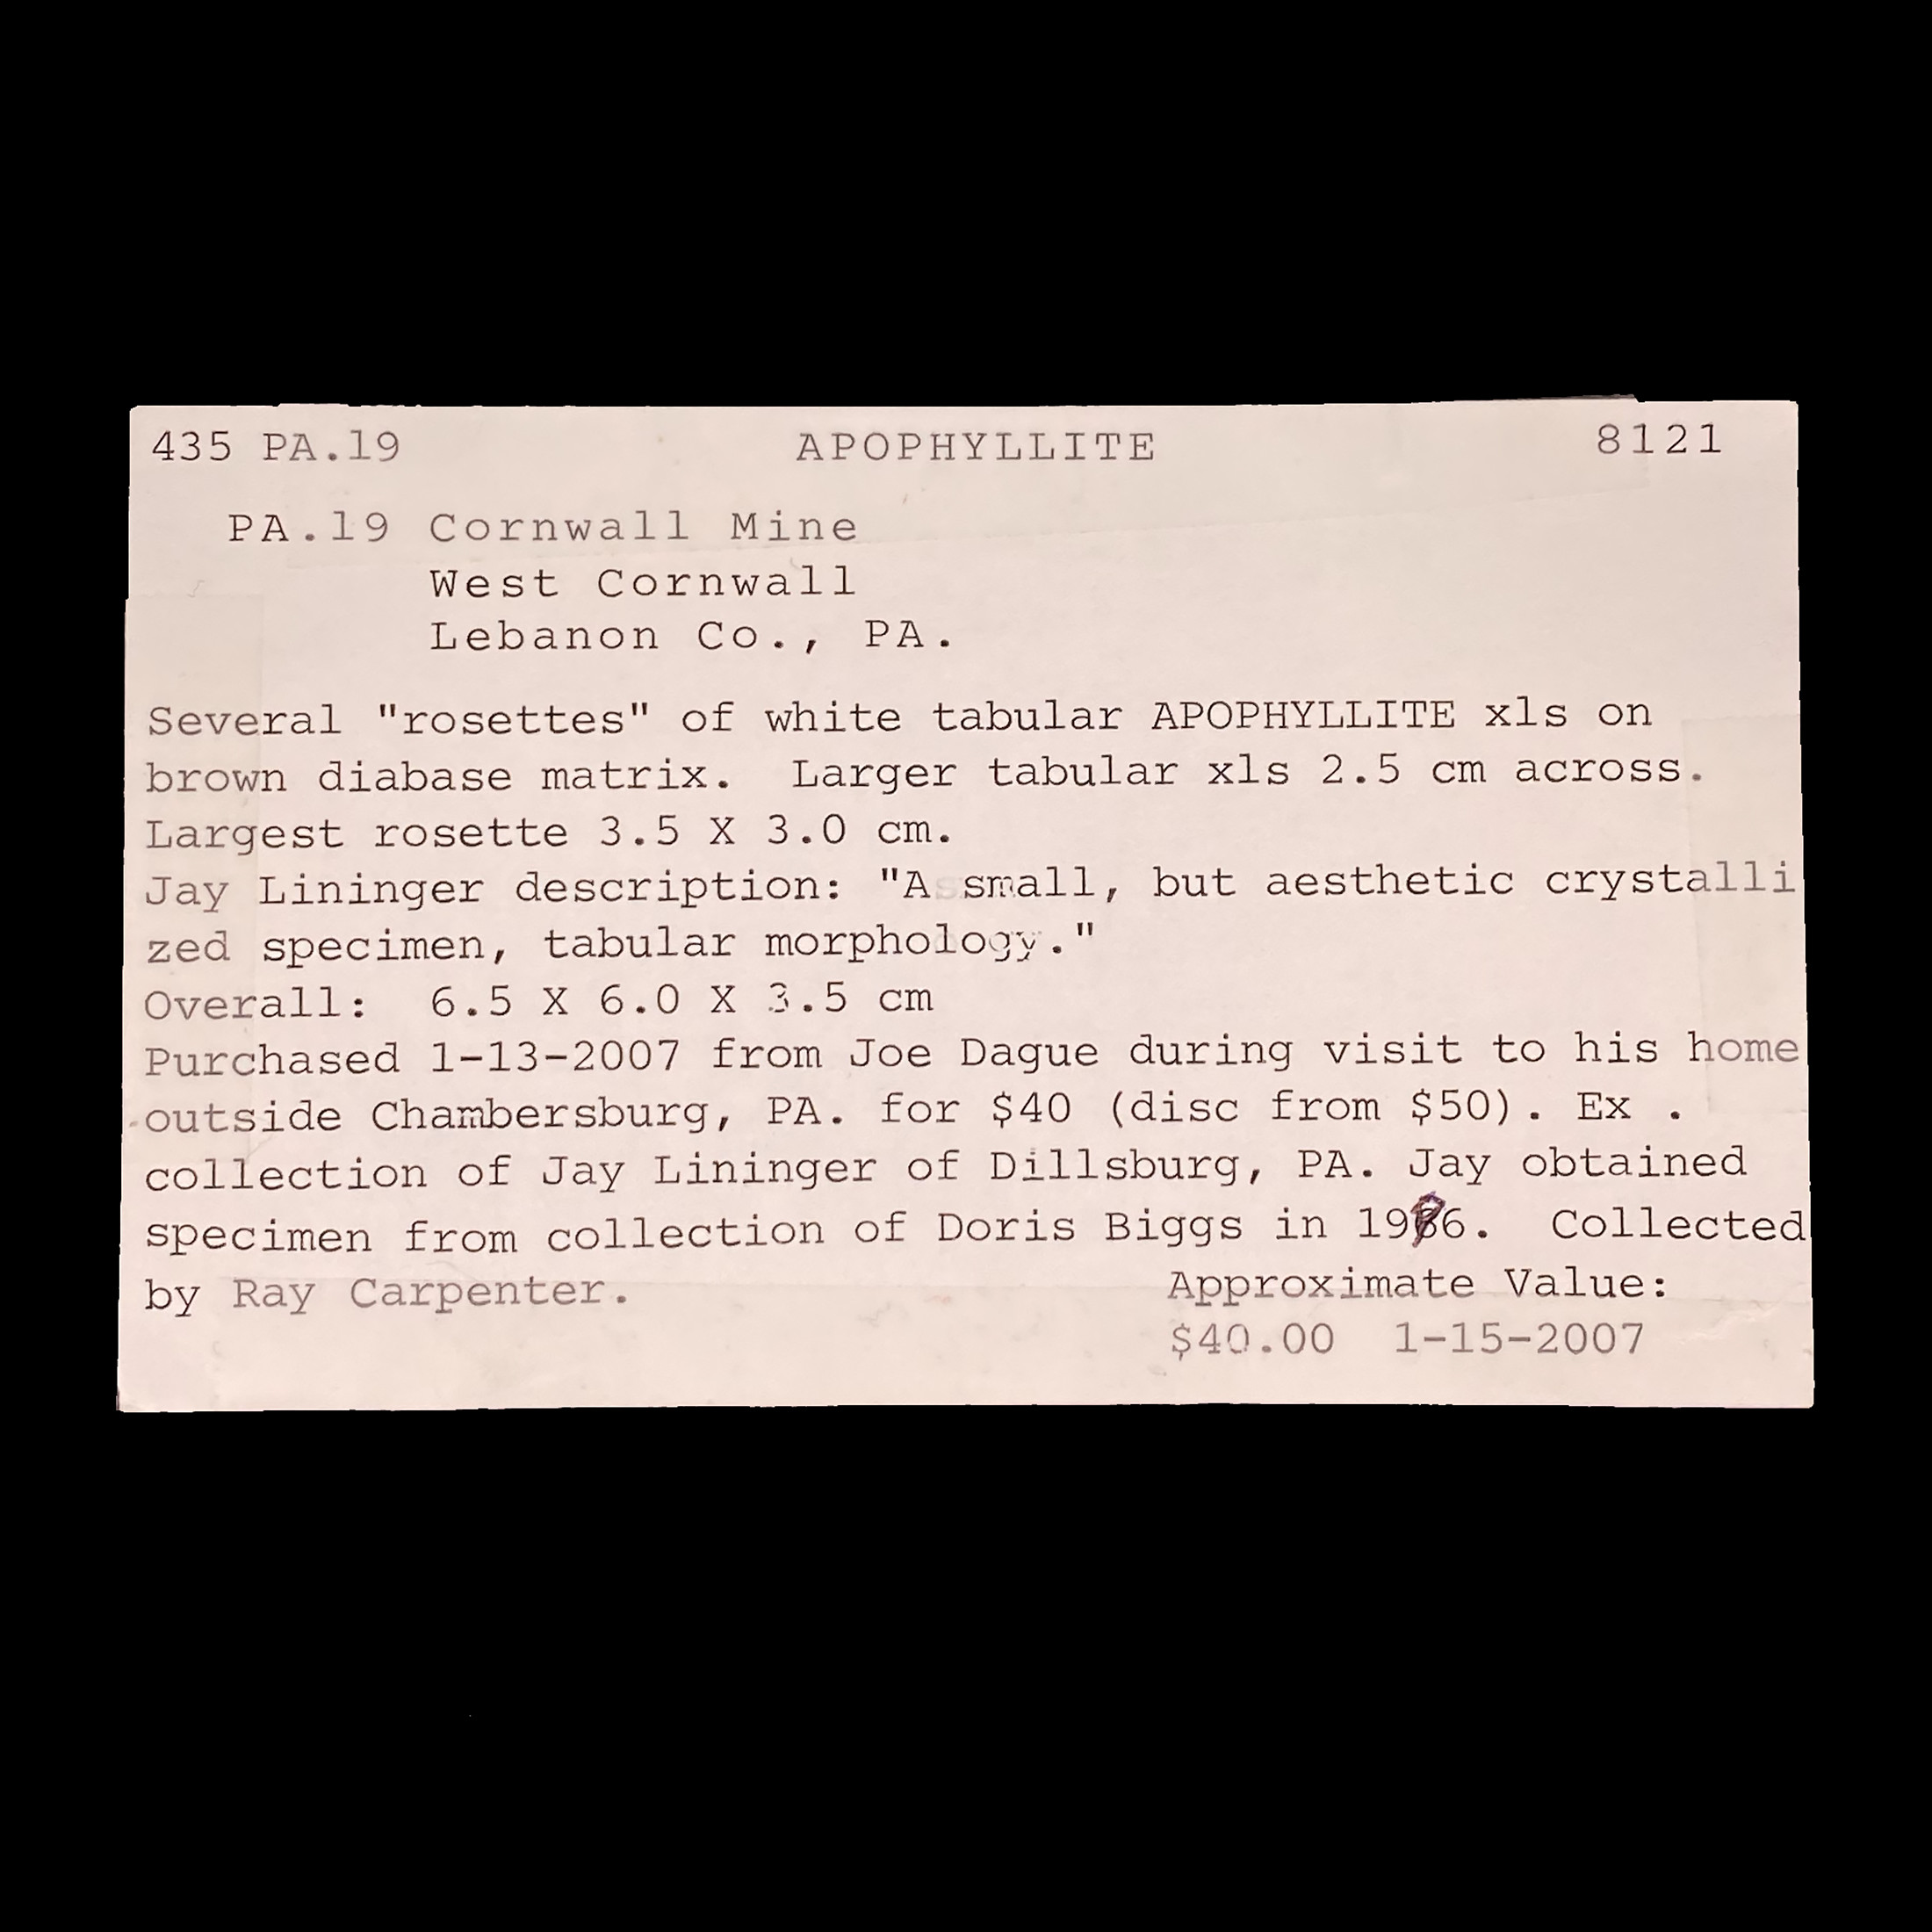 435 PA.19 APOPHYLLITE 8121
PA.19 Cornwall Mine
West Cornwall
Lebanon Co., PA.
Several "rosettes" of white tabular APOPHYLLITE xls on
brown diabase matrix. Larger tabular xls 2.5 cm across.
Largest rosette 3.5 X 3.0 cm.
Jay Lininger description: "A small, but aesthetic crystalli
zed specimen, tabular morphology."
Overall: 6.5 X 6.0 X 3.5 cm
Purchased 1-13-2007 from Joe Dague during visit to his home
outside Chambersburg, PA. for $40 (disc from $50). Ex .
collection of Jay Lininger of Dillsburg, PA. Jay obtained
specimen from collection of Doris Biggs in Collected
by Ray Carpenter. Approximate Value:
$40.00 1-15-2007